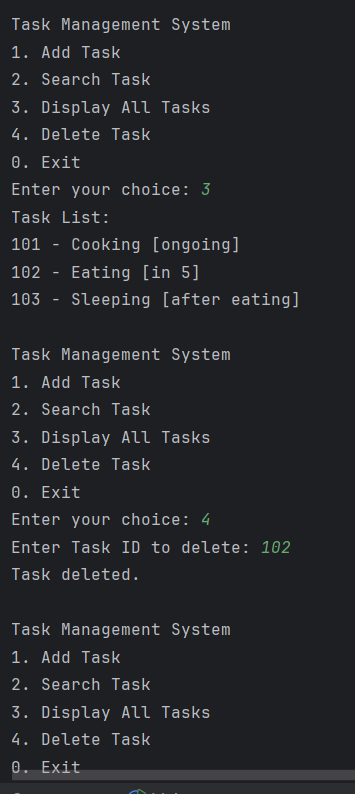 Task Management System
1. Add Task
2. Search Task
3. Display All Tasks
4. Delete Task
0. Exit
Enter your choice: 3
Task List:
101 - Cooking [ongoing]
102 - Eating [in 5]
103 - Sleeping [after eating]
Task Management System
1. Add Task
2. Search Task
3. Display All Tasks
4. Delete Task
0. Exit
Enter your choice: 4
Enter Task ID to delete: 102
Task deleted.
Task Management System
1. Add Task
2. Search Task
3. Display All Tasks
4. Delete Task
0. Exit